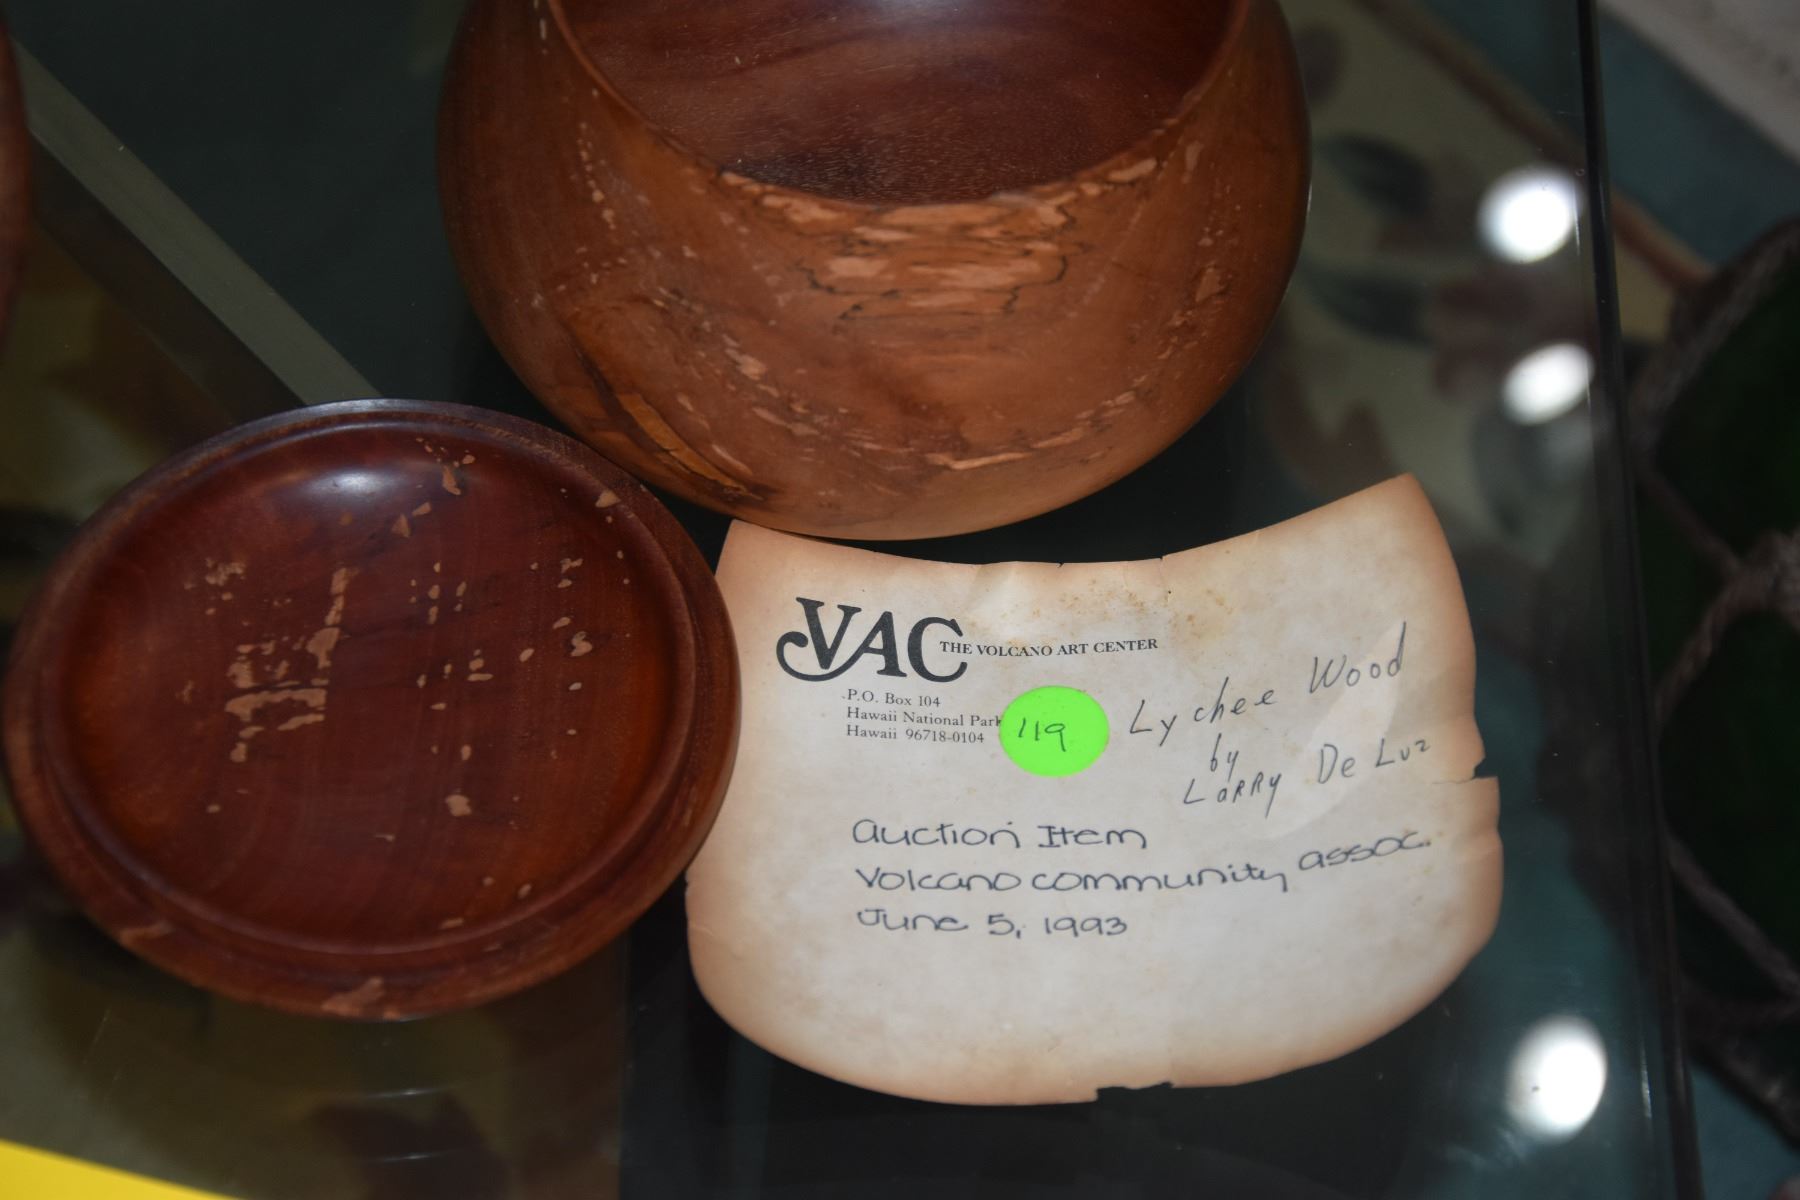 VAC THE VOLCANO ART CENTER
P.O. Box 104
Hawaii National Park
Hawaii 96718-0104
119
Lychee Wood
by
Larry De Luz
Auction Item
Volcano community assoc.
June 5, 1993